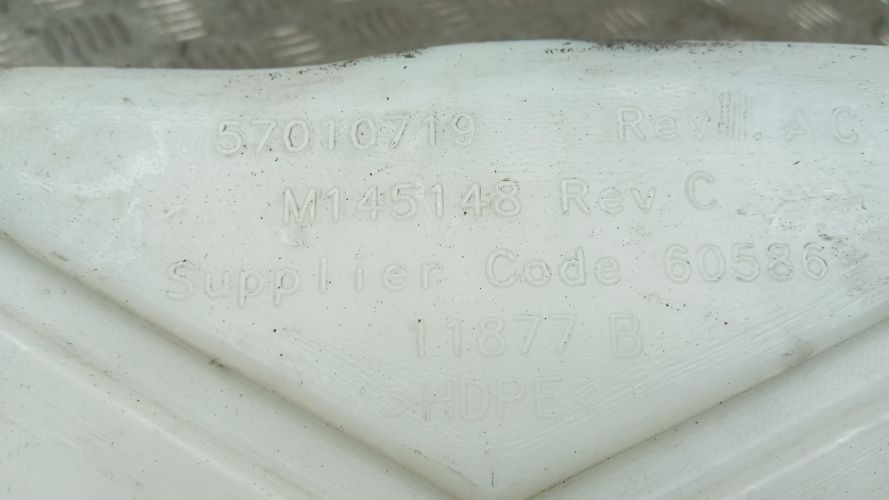 57010719 Rev. AC
M145148 Rev C
Supplier Code 60586
11877 B
>HDPE<